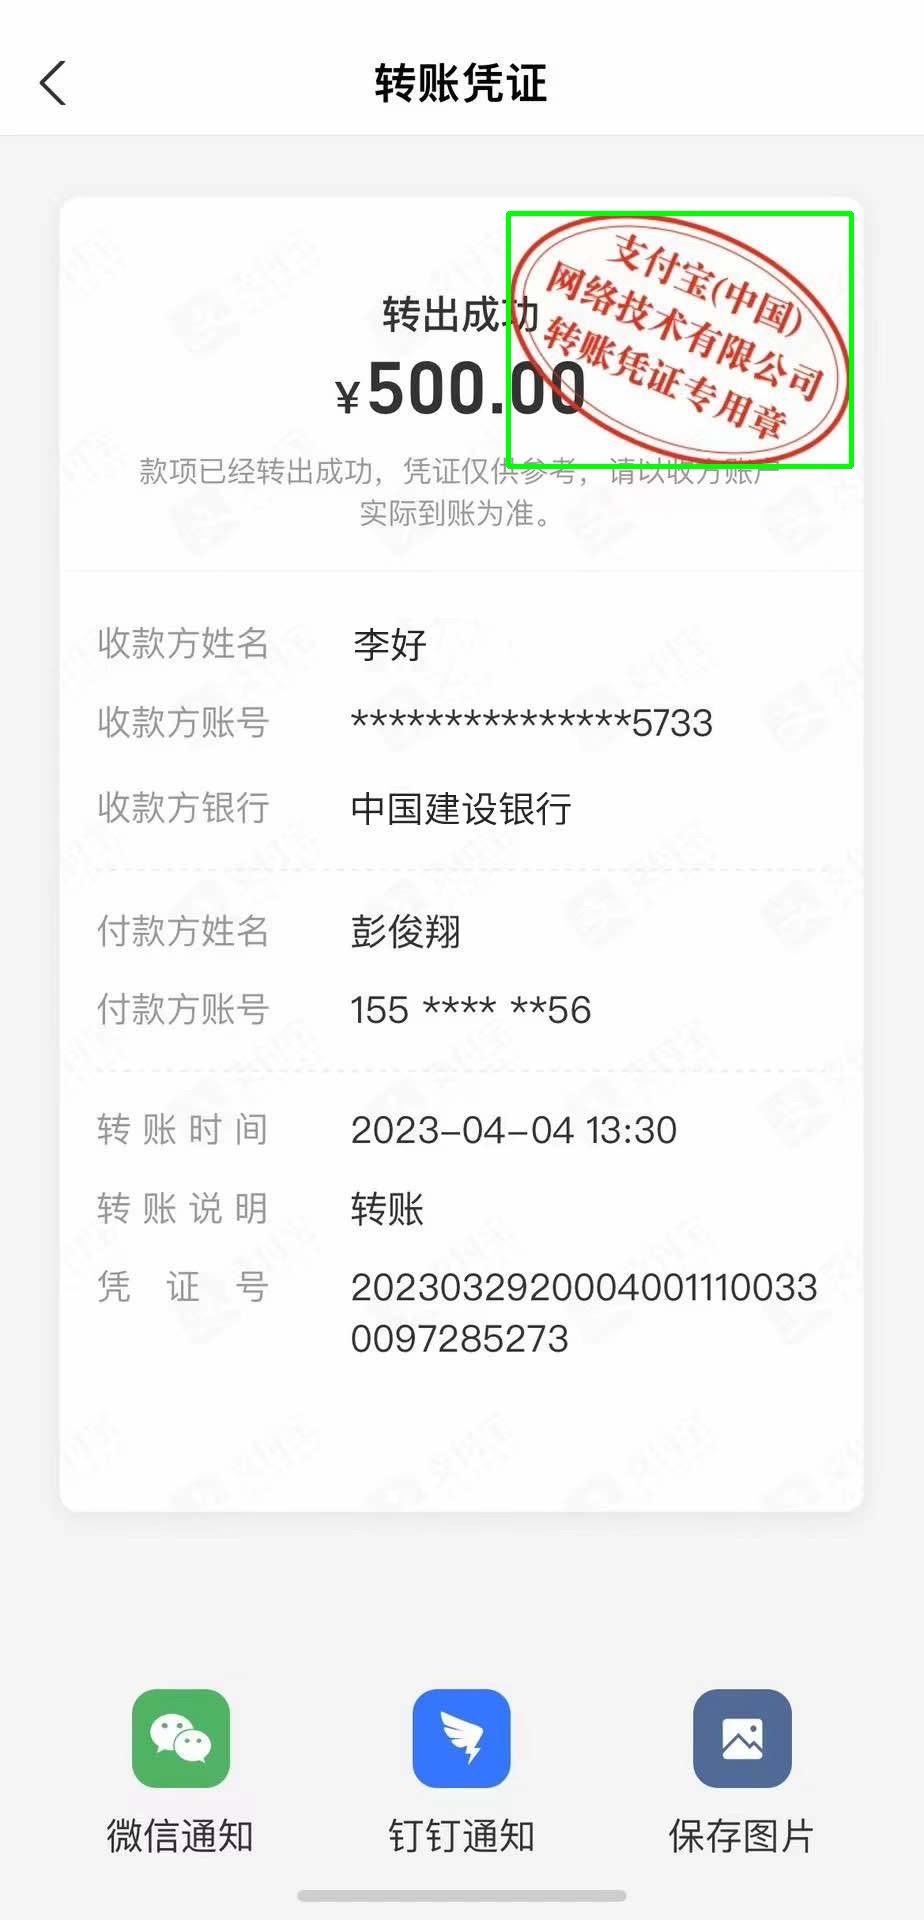 转账凭证
支付宝(中国)
网络技术有限公司
转账凭证专用章
转出成功
¥500.00
款项已经转出成功，凭证仅供参考，请以收方账户
实际到账为准。
收款方姓名 李好
收款方账号 ***************5733
收款方银行 中国建设银行
付款方姓名 彭俊翔
付款方账号 155 **** **56
转账时间 2023-04-04 13:30
转账说明 转账
凭证号 2023032920004001110033
0097285273
微信通知 钉钉通知 保存图片